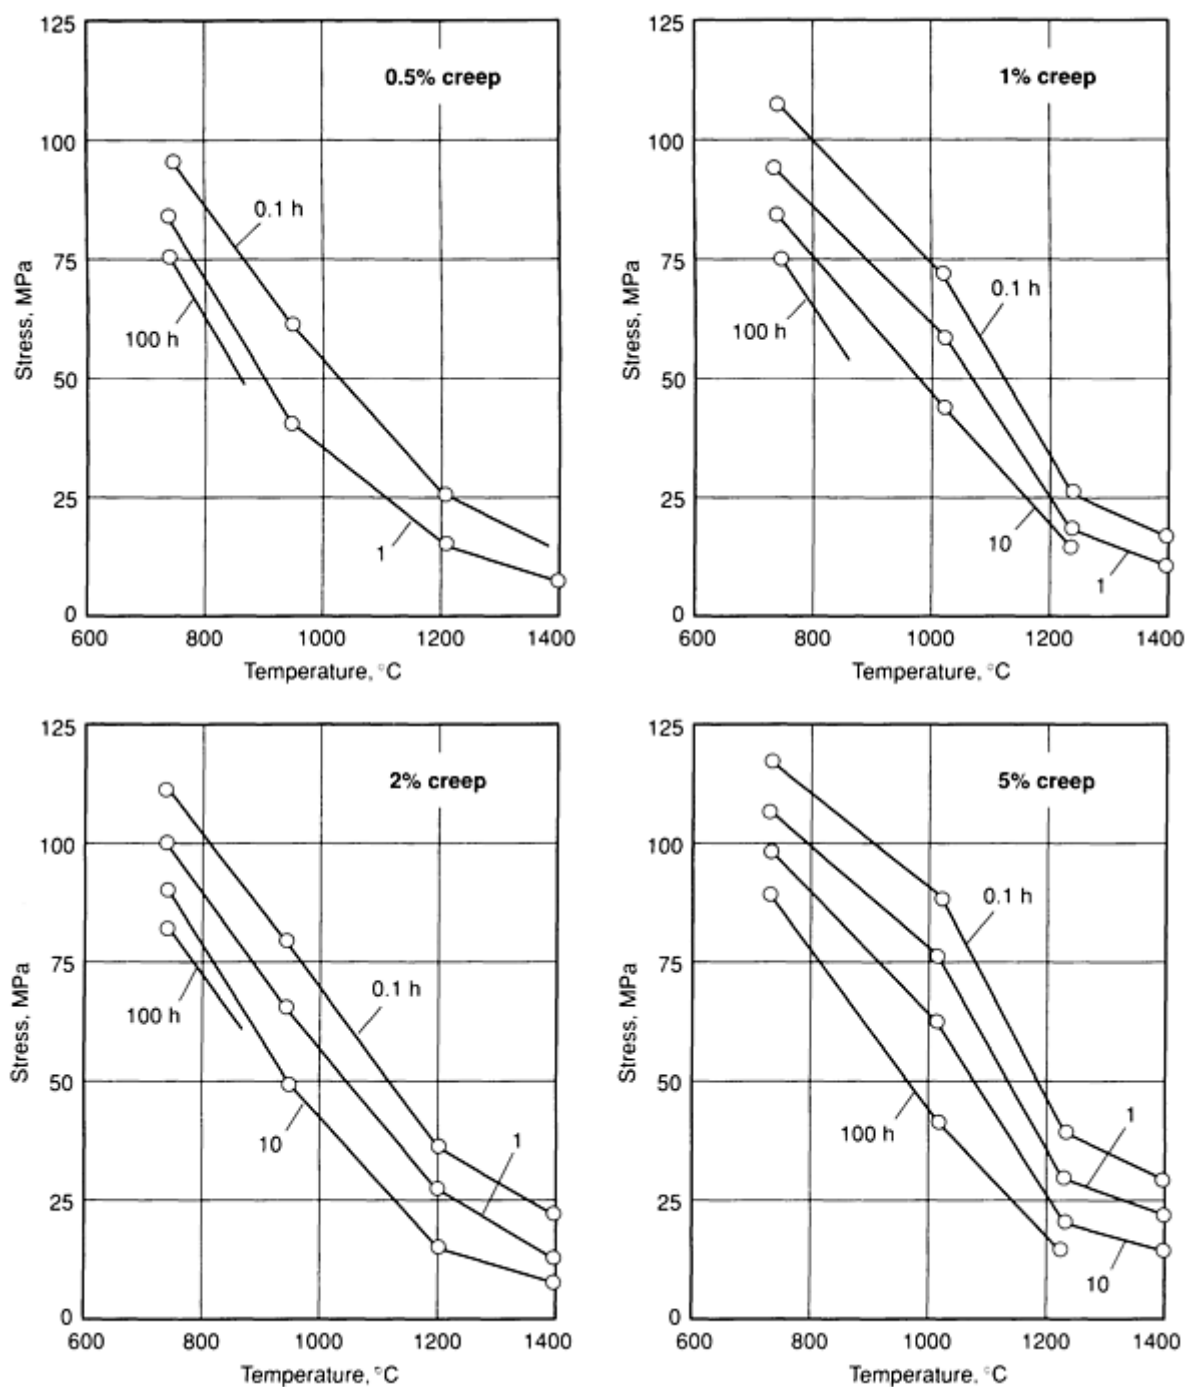 125
0.5% creep
100
0.1 h
75
100 h
50
25
1
0
600 800 1000 1200 1400
Stress, MPa
Temperature, °C
125
1% creep
100
75
0.1 h
100 h
50
25
10
1
0
600 800 1000 1200 1400
Stress, MPa
Temperature, °C
125
2% creep
100
75
0.1 h
100 h
50
10
1
25
0
600 800 1000 1200 1400
Stress, MPa
Temperature, °C
125
5% creep
100
0.1 h
75
50
100 h
1
25
10
0
600 800 1000 1200 1400
Stress, MPa
Temperature, °C